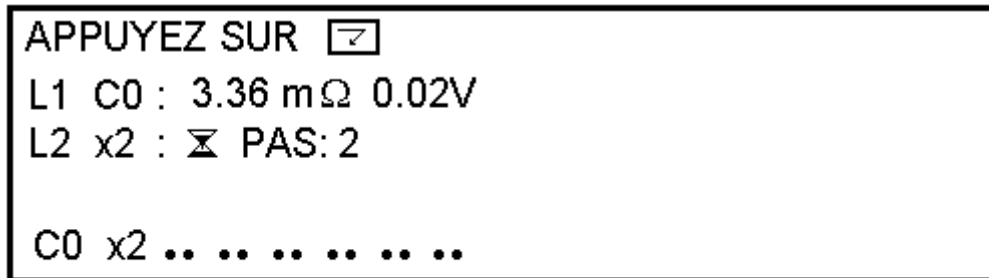 APPUYEZ SUR
L1 C0 : 3.36 mΩ 0.02V
L2 x2 : ⧗ PAS: 2
C0 x2 •• •• •• •• •• ••